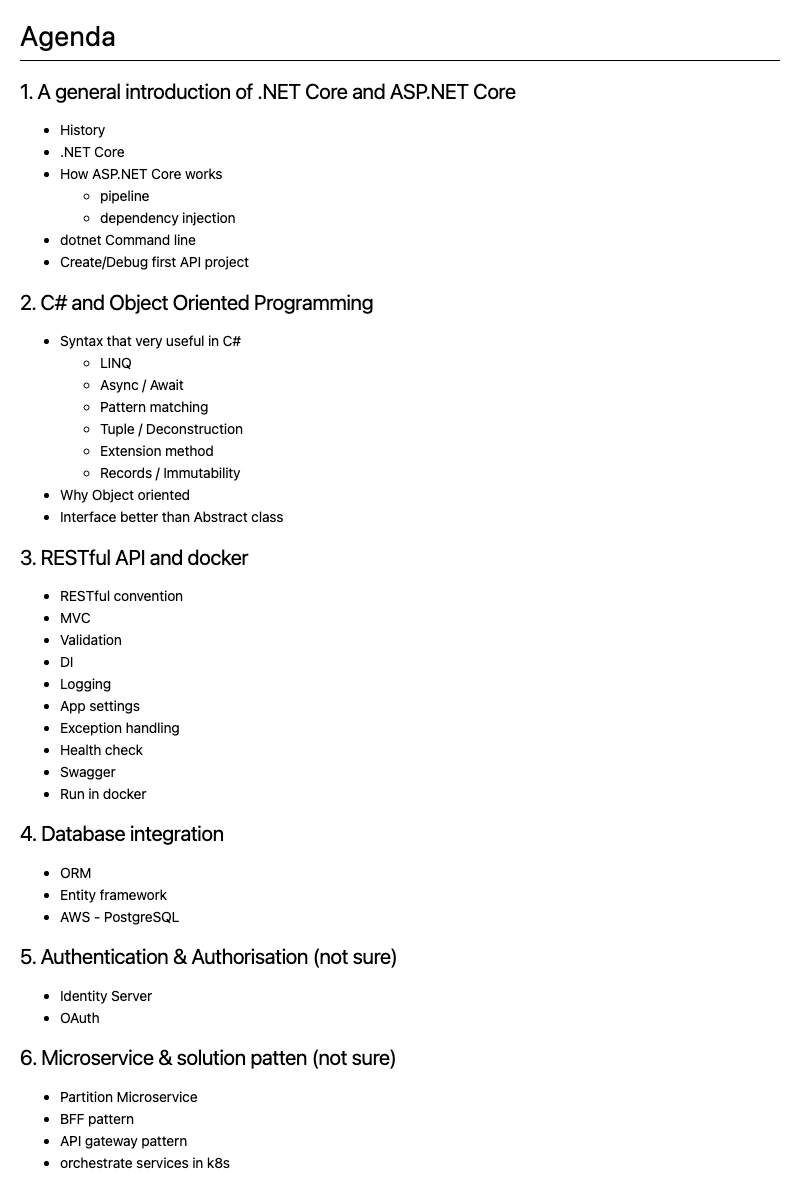 Agenda
1. A general introduction of .NET Core and ASP.NET Core
History
.NET Core
How ASP.NET Core works
pipeline
dependency injection
dotnet Command line
Create/Debug first API project
2. C# and Object Oriented Programming
Syntax that very useful in C#
LINQ
Async / Await
Pattern matching
Tuple / Deconstruction
Extension method
Records / Immutability
Why Object oriented
Interface better than Abstract class
3. RESTful API and docker
RESTful convention
MVC
Validation
DI
Logging
App settings
Exception handling
Health check
Swagger
Run in docker
4. Database integration
ORM
Entity framework
AWS - PostgreSQL
5. Authentication & Authorisation (not sure)
Identity Server
OAuth
6. Microservice & solution patten (not sure)
Partition Microservice
BFF pattern
API gateway pattern
orchestrate services in k8s